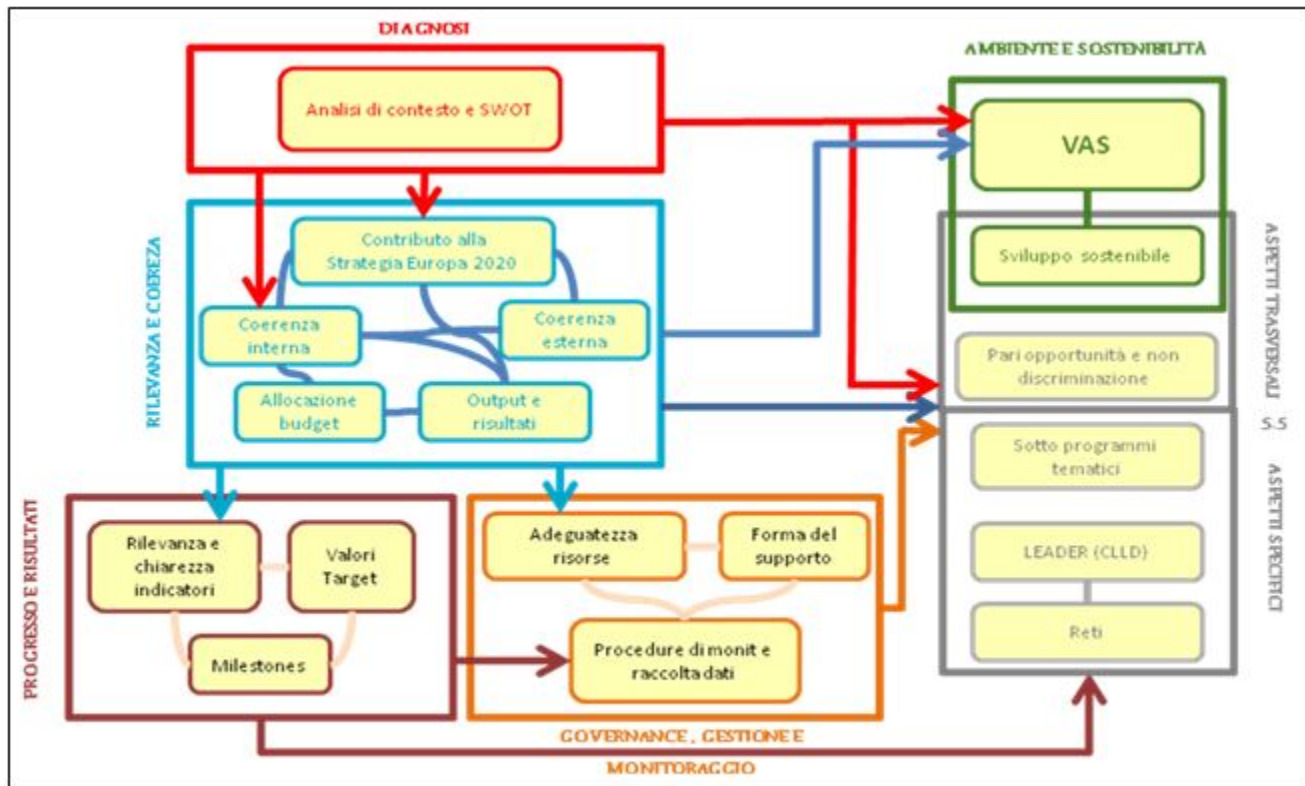 DIAGNOSI
Analisi di contesto e SWOT
AMBIENTE E SOSTENIBILITÀ
VAS
Sviluppo sostenibile
RILEVANZA E COEREZA
Contributo alla
Strategia Europa 2020
Coerenza
interna
Coerenza
esterna
Allocazione
budget
Output e
risultati
ASPETTI TRASVERSALI
Pari opportunità e non
discriminazione
S.S
ASPETTI SPECIFICI
Sotto programmi
tematici
LEADER (CLLD)
Reti
PROGRESSO E RISULTATI
Rilevanza e
chiarezza
indicatori
Valori
Target
Milestones
Adeguatezza
risorse
Forma del
supporto
Procedure di monit e
raccolta dati
GOVERNANCE, GESTIONE E
MONITORAGGIO